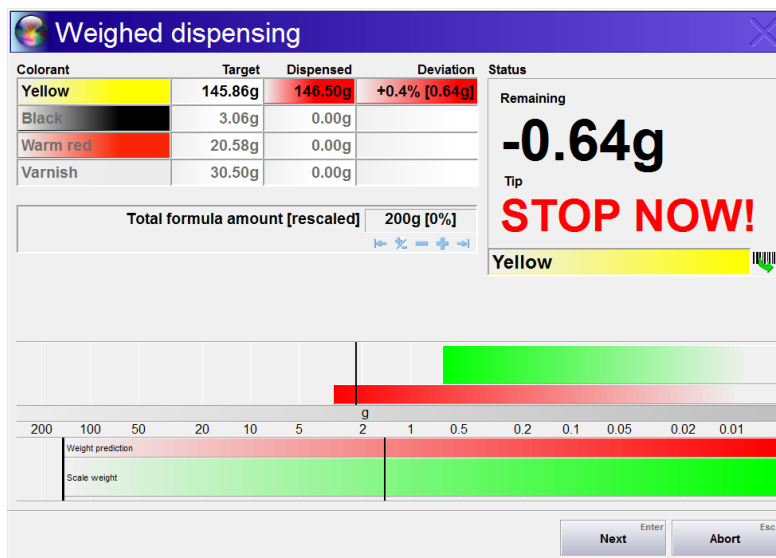 Weighed dispensing
Colorant Target Dispensed Deviation
Yellow 145.86g 146.50g +0.4% [0.64g]
Black 3.06g 0.00g
Warm red 20.58g 0.00g
Varnish 30.50g 0.00g
Total formula amount [rescaled] 200g [0%]
Status
Remaining
-0.64g
Tip
STOP NOW!
Yellow
g
200 100 50 20 10 5 2 1 0.5 0.2 0.1 0.05 0.02 0.01
Weight prediction
Scale weight
Enter
Next
Esc
Abort